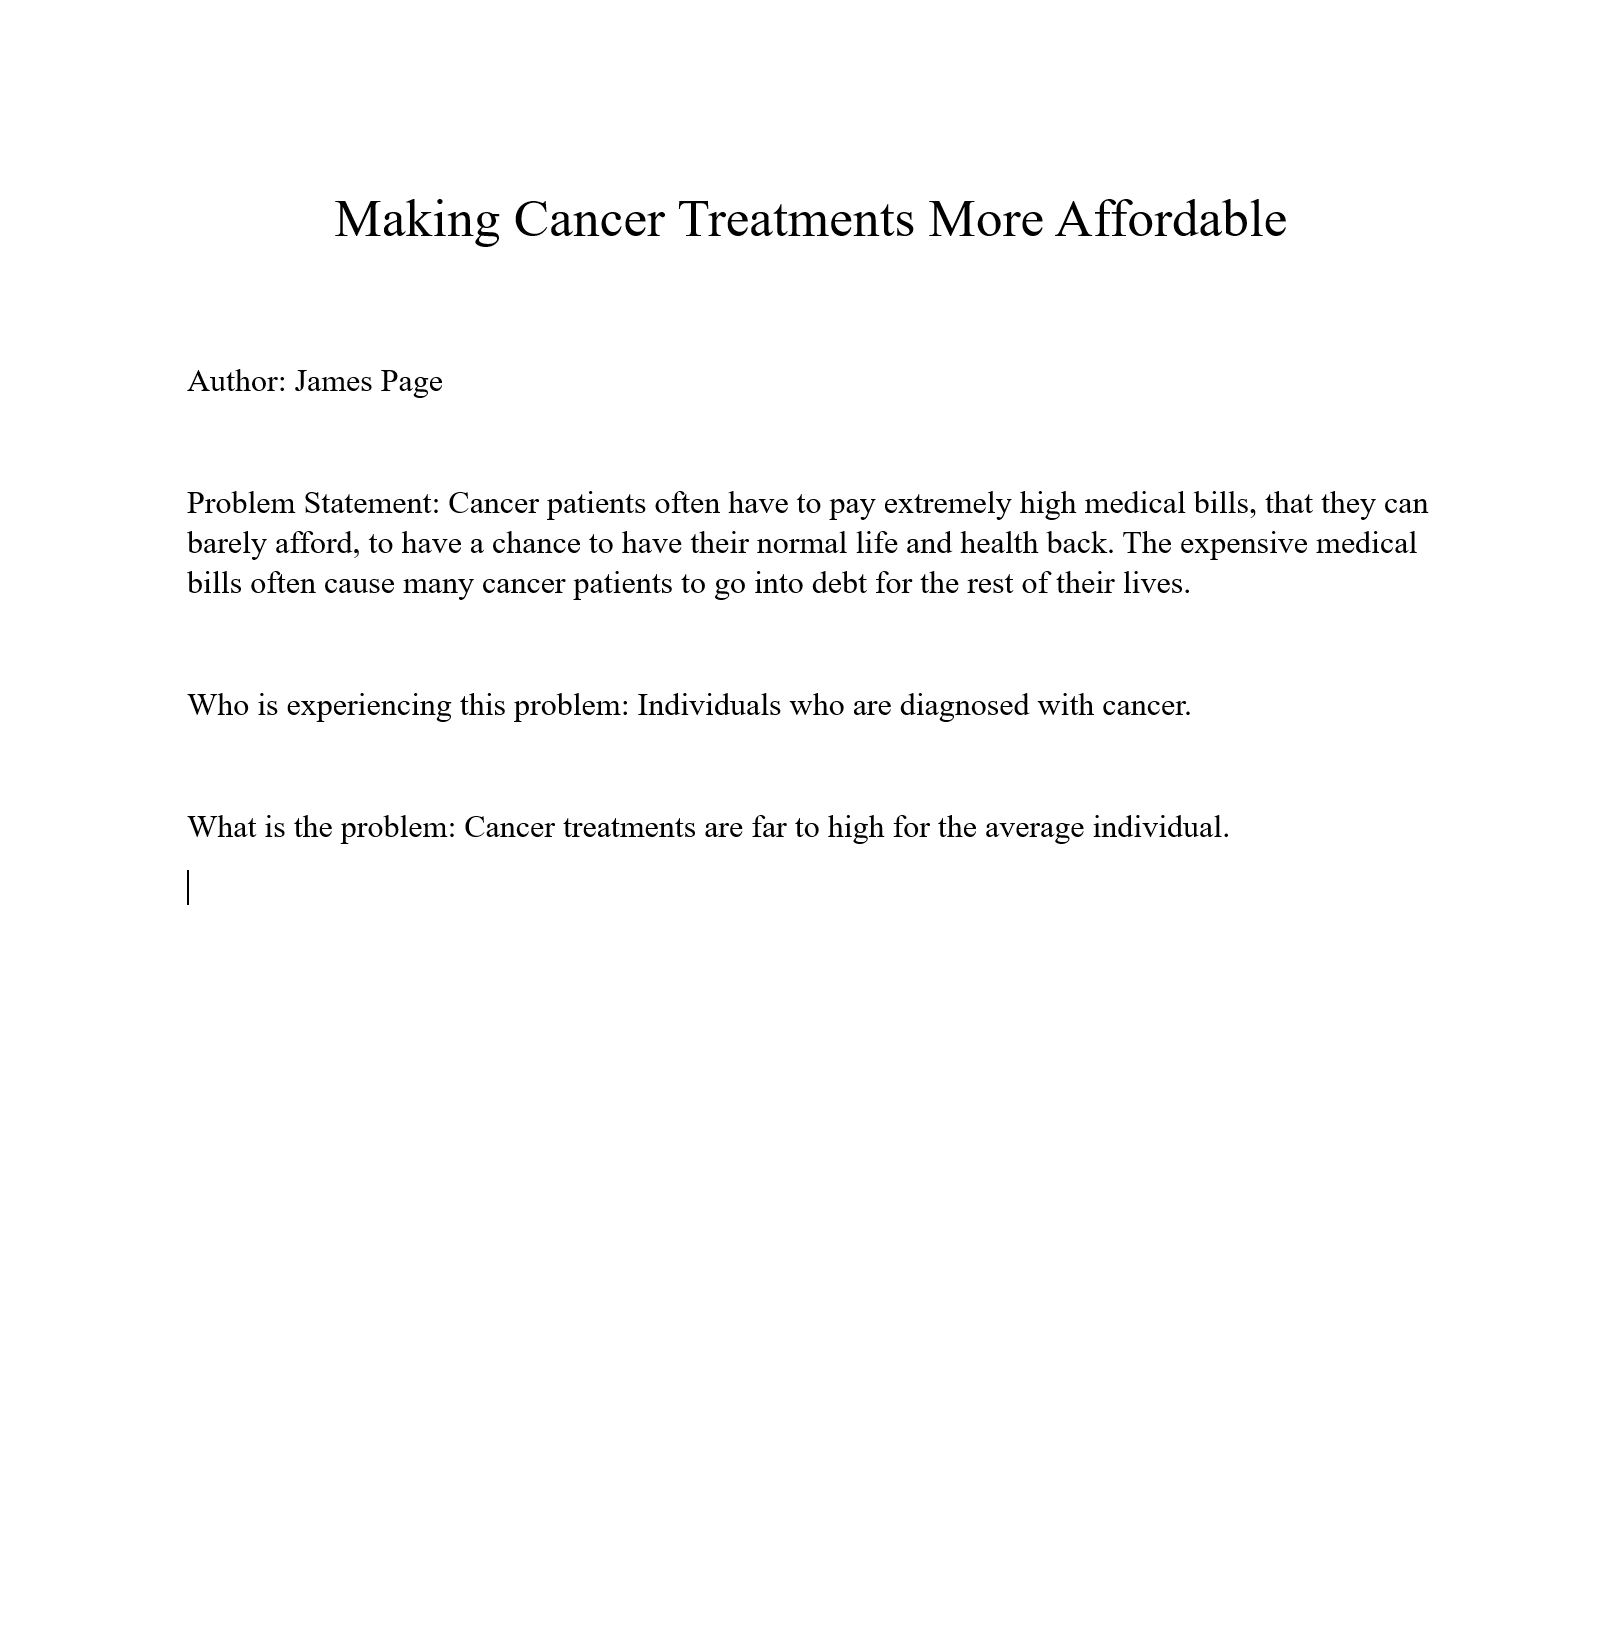 Making Cancer Treatments More Affordable
Author: James Page
Problem Statement: Cancer patients often have to pay extremely high medical bills, that they can
barely afford, to have a chance to have their normal life and health back. The expensive medical
bills often cause many cancer patients to go into debt for the rest of their lives.
Who is experiencing this problem: Individuals who are diagnosed with cancer.
What is the problem: Cancer treatments are far to high for the average individual.